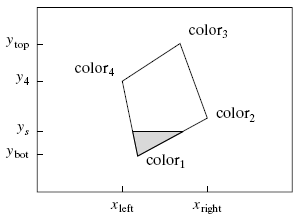 y_top
color_3
color_4
y_4
color_2
y_s
y_bot
color_1
x_left
x_right